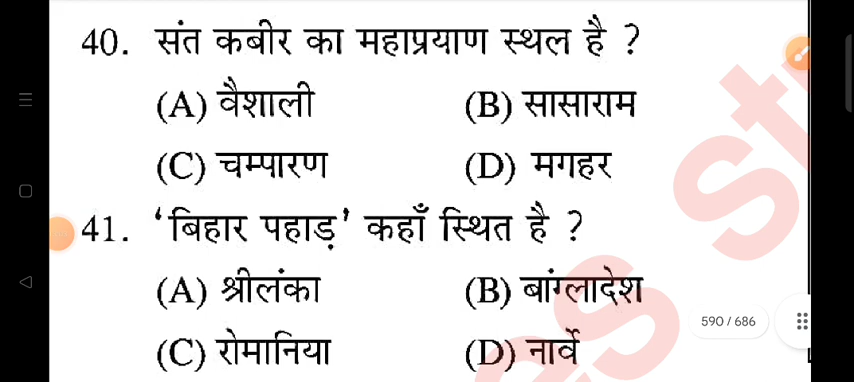 40. संत कबीर का महाप्रयाण स्थल है ?
(A) वैशाली (B) सासाराम
(C) चम्पारण (D) मगहर
41. ‘बिहार पहाड़’ कहाँ स्थित है ?
(A) श्रीलंका (B) बांग्लादेश
(C) रोमानिया (D) नार्वे
590 / 686